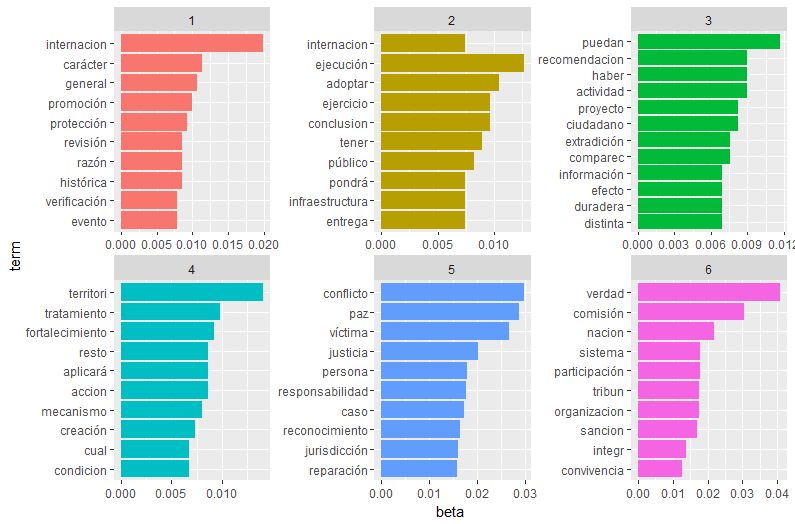 1
internacion
carácter
general
promoción
protección
revisión
razón
histórica
verificación
evento
0.000 0.005 0.010 0.015 0.020
2
internacion
ejecución
adoptar
ejercicio
conclusion
tener
público
pondrá
infraestructura
entrega
0.000 0.005 0.010
3
puedan
recomendacion
haber
actividad
proyecto
ciudadano
extradición
comparec
información
efecto
duradera
distinta
0.000 0.003 0.006 0.009 0.012
term
4
territori
tratamiento
fortalecimiento
resto
aplicará
accion
mecanismo
creación
cual
condicion
0.000 0.005 0.010
5
conflicto
paz
víctima
justicia
persona
responsabilidad
caso
reconocimiento
jurisdicción
reparación
0.00 0.01 0.02 0.03
6
verdad
comisión
nacion
sistema
participación
tribun
organizacion
sancion
integr
convivencia
0.00 0.01 0.02 0.03 0.04
beta